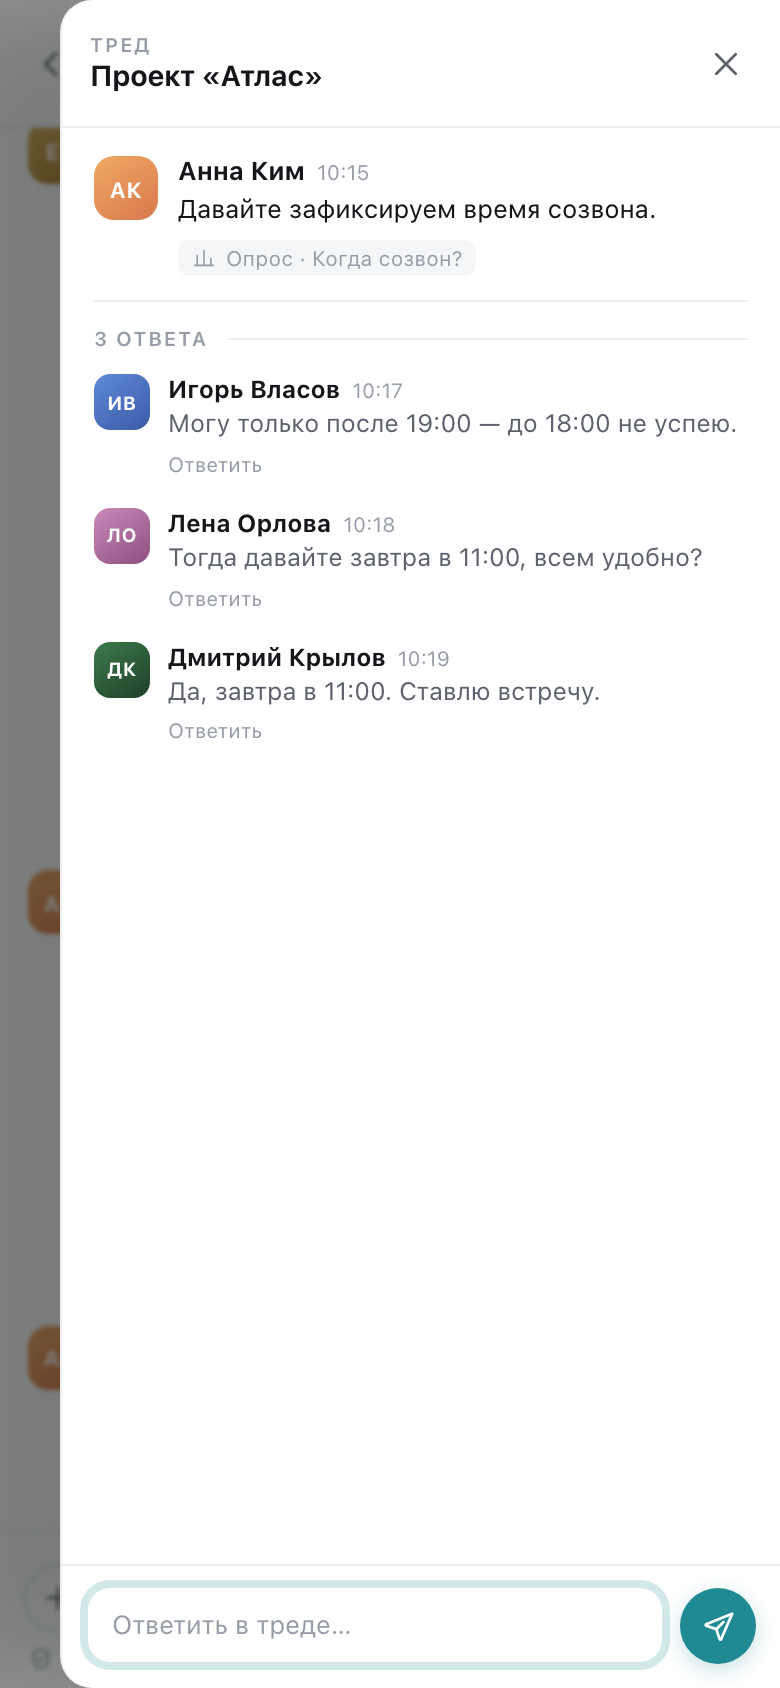 ТРЕД
Проект «Атлас»
АК
Анна Ким 10:15
Давайте зафиксируем время созвона.
Опрос · Когда созвон?
3 ОТВЕТА
ИВ
Игорь Власов 10:17
Могу только после 19:00 — до 18:00 не успею.
Ответить
ЛО
Лена Орлова 10:18
Тогда давайте завтра в 11:00, всем удобно?
Ответить
ДК
Дмитрий Крылов 10:19
Да, завтра в 11:00. Ставлю встречу.
Ответить
Ответить в треде...